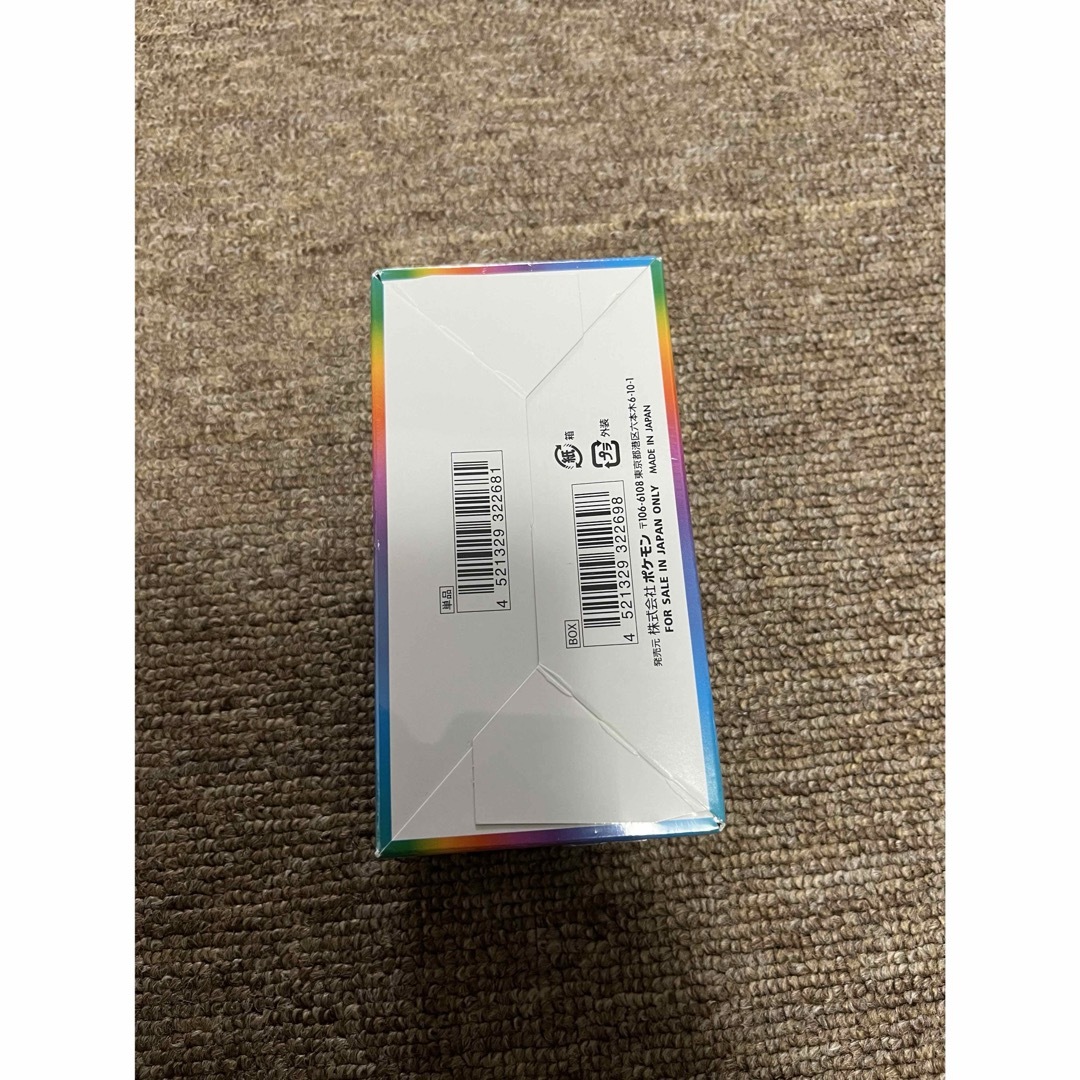 単品
4 521329 322681
紙 箱
プラ 外装
BOX
4 521329 322698
発売元 株式会社ポケモン 〒106-6108 東京都港区六本木6-10-1
FOR SALE IN JAPAN ONLY MADE IN JAPAN